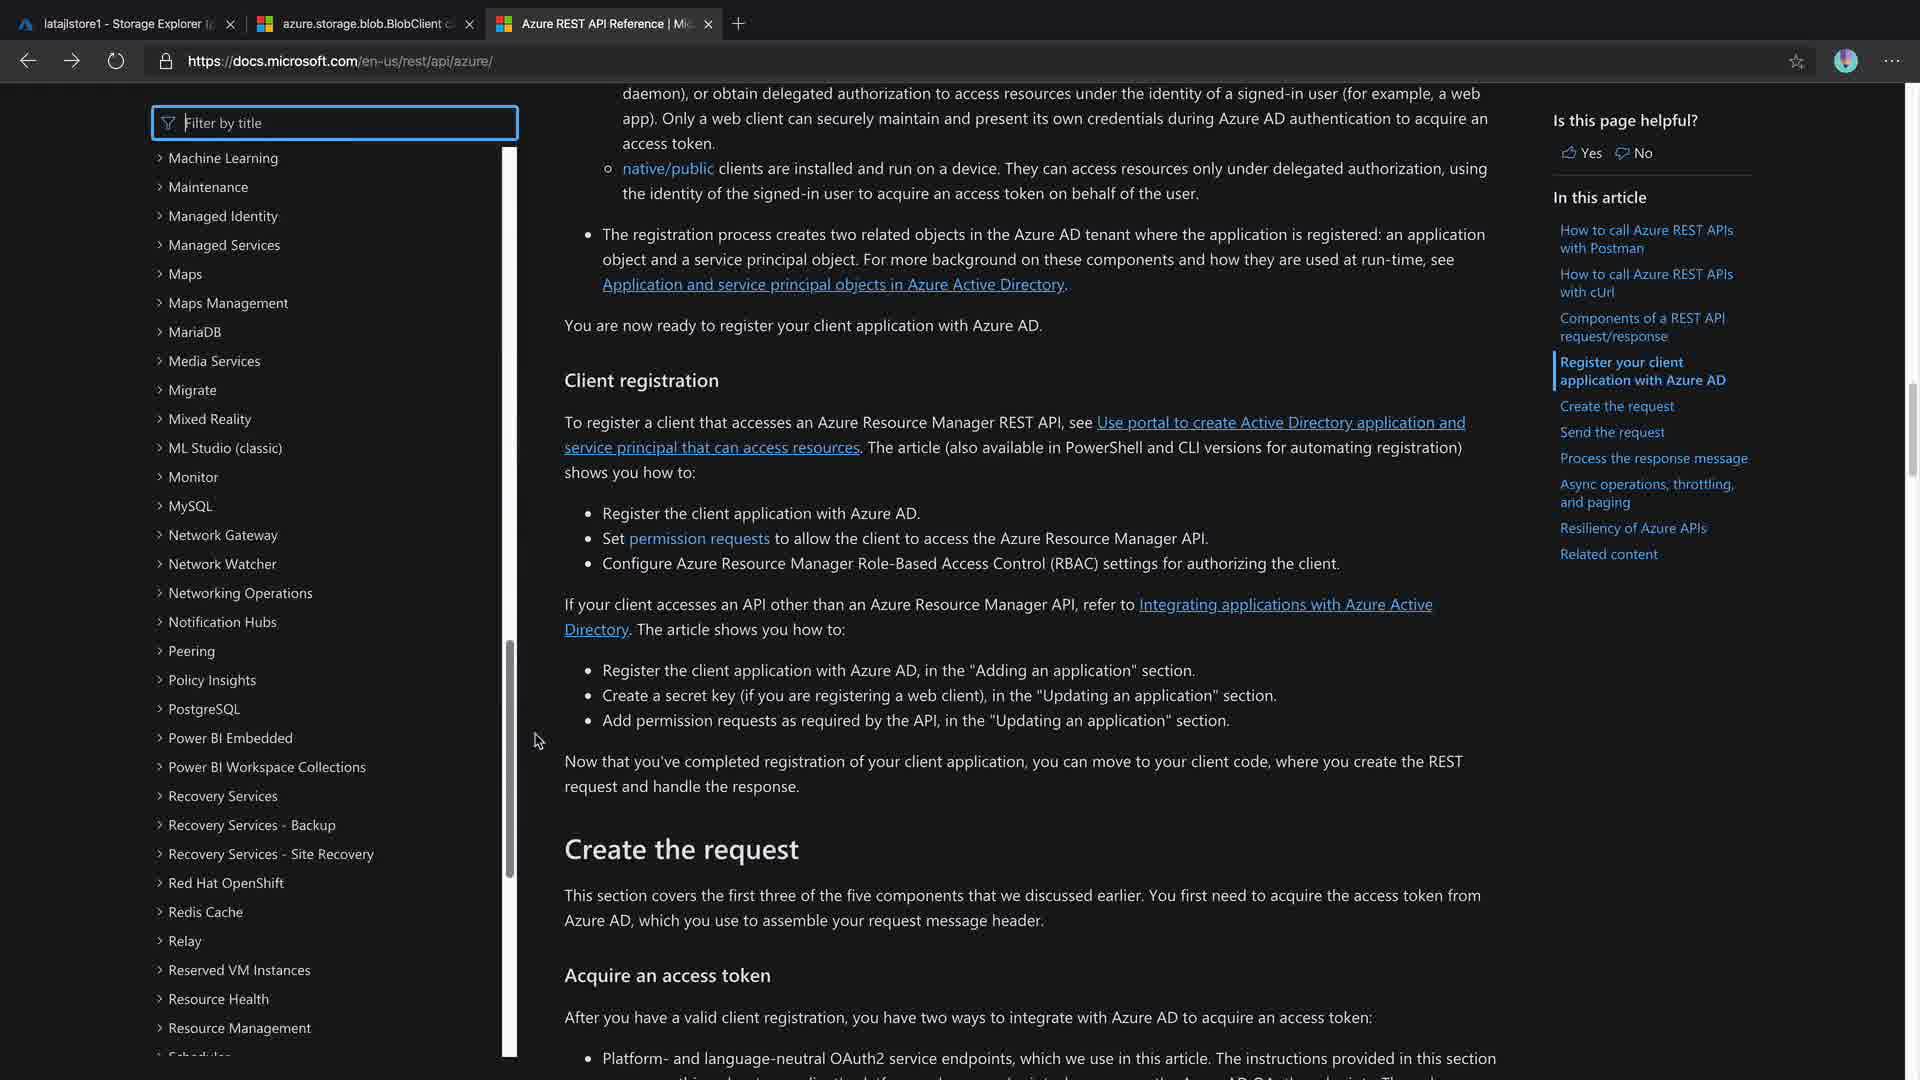 latajlstore1 - Storage Explorer
azure.storage.blob.BlobClient
Azure REST API Reference |
https://docs.microsoft.com/en-us/rest/api/azure/
Filter by title
Machine Learning
Maintenance
Managed Identity
Managed Services
Maps
Maps Management
MariaDB
Media Services
Migrate
Mixed Reality
ML Studio (classic)
Monitor
MySQL
Network Gateway
Network Watcher
Networking Operations
Notification Hubs
Peering
Policy Insights
PostgreSQL
Power BI Embedded
Power BI Workspace Collections
Recovery Services
Recovery Services - Backup
Recovery Services - Site Recovery
Red Hat OpenShift
Redis Cache
Relay
Reserved VM Instances
Resource Health
Resource Management
daemon), or obtain delegated authorization to access resources under the identity of a signed-in user (for example, a web
app). Only a web client can securely maintain and present its own credentials during Azure AD authentication to acquire an
access token.
native/public clients are installed and run on a device. They can access resources only under delegated authorization, using
the identity of the signed-in user to acquire an access token on behalf of the user.
The registration process creates two related objects in the Azure AD tenant where the application is registered: an application
object and a service principal object. For more background on these components and how they are used at run-time, see
Application and service principal objects in Azure Active Directory.
You are now ready to register your client application with Azure AD.
Client registration
To register a client that accesses an Azure Resource Manager REST API, see Use portal to create Active Directory application and
service principal that can access resources. The article (also available in PowerShell and CLI versions for automating registration)
shows you how to:
Register the client application with Azure AD.
Set permission requests to allow the client to access the Azure Resource Manager API.
Configure Azure Resource Manager Role-Based Access Control (RBAC) settings for authorizing the client.
If your client accesses an API other than an Azure Resource Manager API, refer to Integrating applications with Azure Active
Directory. The article shows you how to:
Register the client application with Azure AD, in the "Adding an application" section.
Create a secret key (if you are registering a web client), in the "Updating an application" section.
Add permission requests as required by the API, in the "Updating an application" section.
Now that you've completed registration of your client application, you can move to your client code, where you create the REST
request and handle the response.
Create the request
This section covers the first three of the five components that we discussed earlier. You first need to acquire the access token from
Azure AD, which you use to assemble your request message header.
Acquire an access token
After you have a valid client registration, you have two ways to integrate with Azure AD to acquire an access token:
Platform- and language-neutral OAuth2 service endpoints, which we use in this article. The instructions provided in this section
Is this page helpful?
Yes No
In this article
How to call Azure REST APIs
with Postman
How to call Azure REST APIs
with cUrl
Components of a REST API
request/response
Register your client
application with Azure AD
Create the request
Send the request
Process the response message
Async operations, throttling,
and paging
Resiliency of Azure APIs
Related content